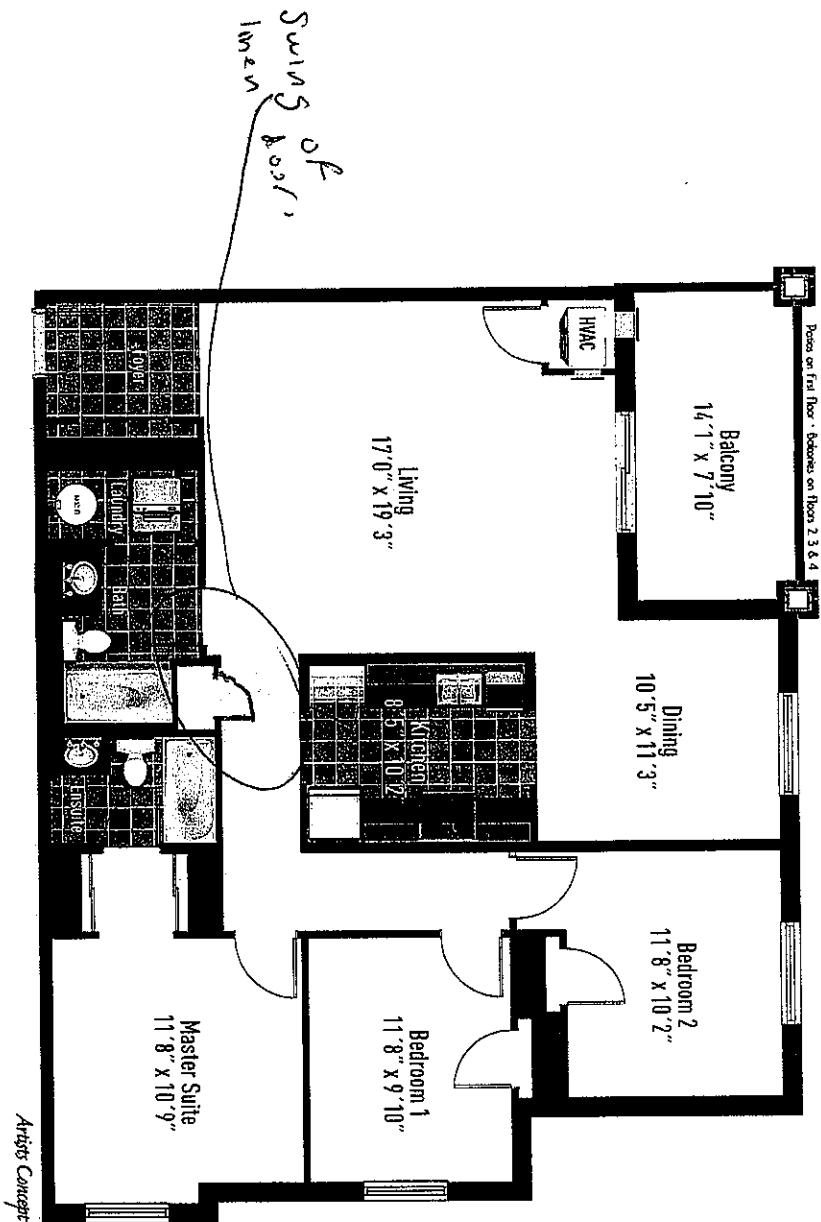 Swing of
linen door.
Patios on first floor · Balconies on floors 2 3 & 4
Balcony
14'1" x 7'10"
HVAC
Living
17'0" x 19'3"
Dining
10'5" x 11'3"
Kitchen
8'5" x 10'2"
Bedroom 2
11'8" x 10'2"
Bedroom 1
11'8" x 9'10"
Master Suite
11'8" x 10'9"
Foyer
Laundry
Bath
Ensuite
Artists Concept